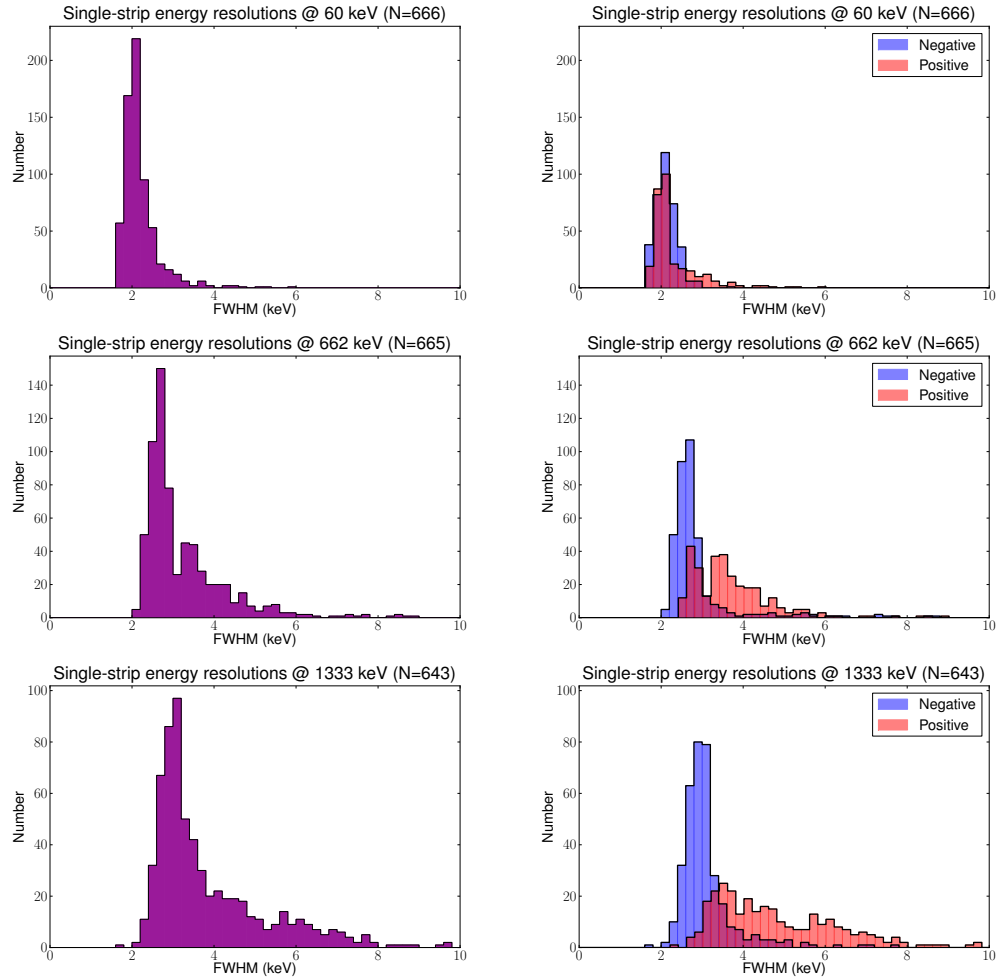 Single-strip energy resolutions @ 60 keV (N=666)
Number
200
150
100
50
0
0 2 4 6 8 10
FWHM (keV)
Single-strip energy resolutions @ 60 keV (N=666)
Negative
Positive
Number
200
150
100
50
0
0 2 4 6 8 10
FWHM (keV)
Single-strip energy resolutions @ 662 keV (N=665)
Number
140
120
100
80
60
40
20
0
0 2 4 6 8 10
FWHM (keV)
Single-strip energy resolutions @ 662 keV (N=665)
Negative
Positive
Number
140
120
100
80
60
40
20
0
0 2 4 6 8 10
FWHM (keV)
Single-strip energy resolutions @ 1333 keV (N=643)
Number
100
80
60
40
20
0
0 2 4 6 8 10
FWHM (keV)
Single-strip energy resolutions @ 1333 keV (N=643)
Negative
Positive
Number
100
80
60
40
20
0
0 2 4 6 8 10
FWHM (keV)